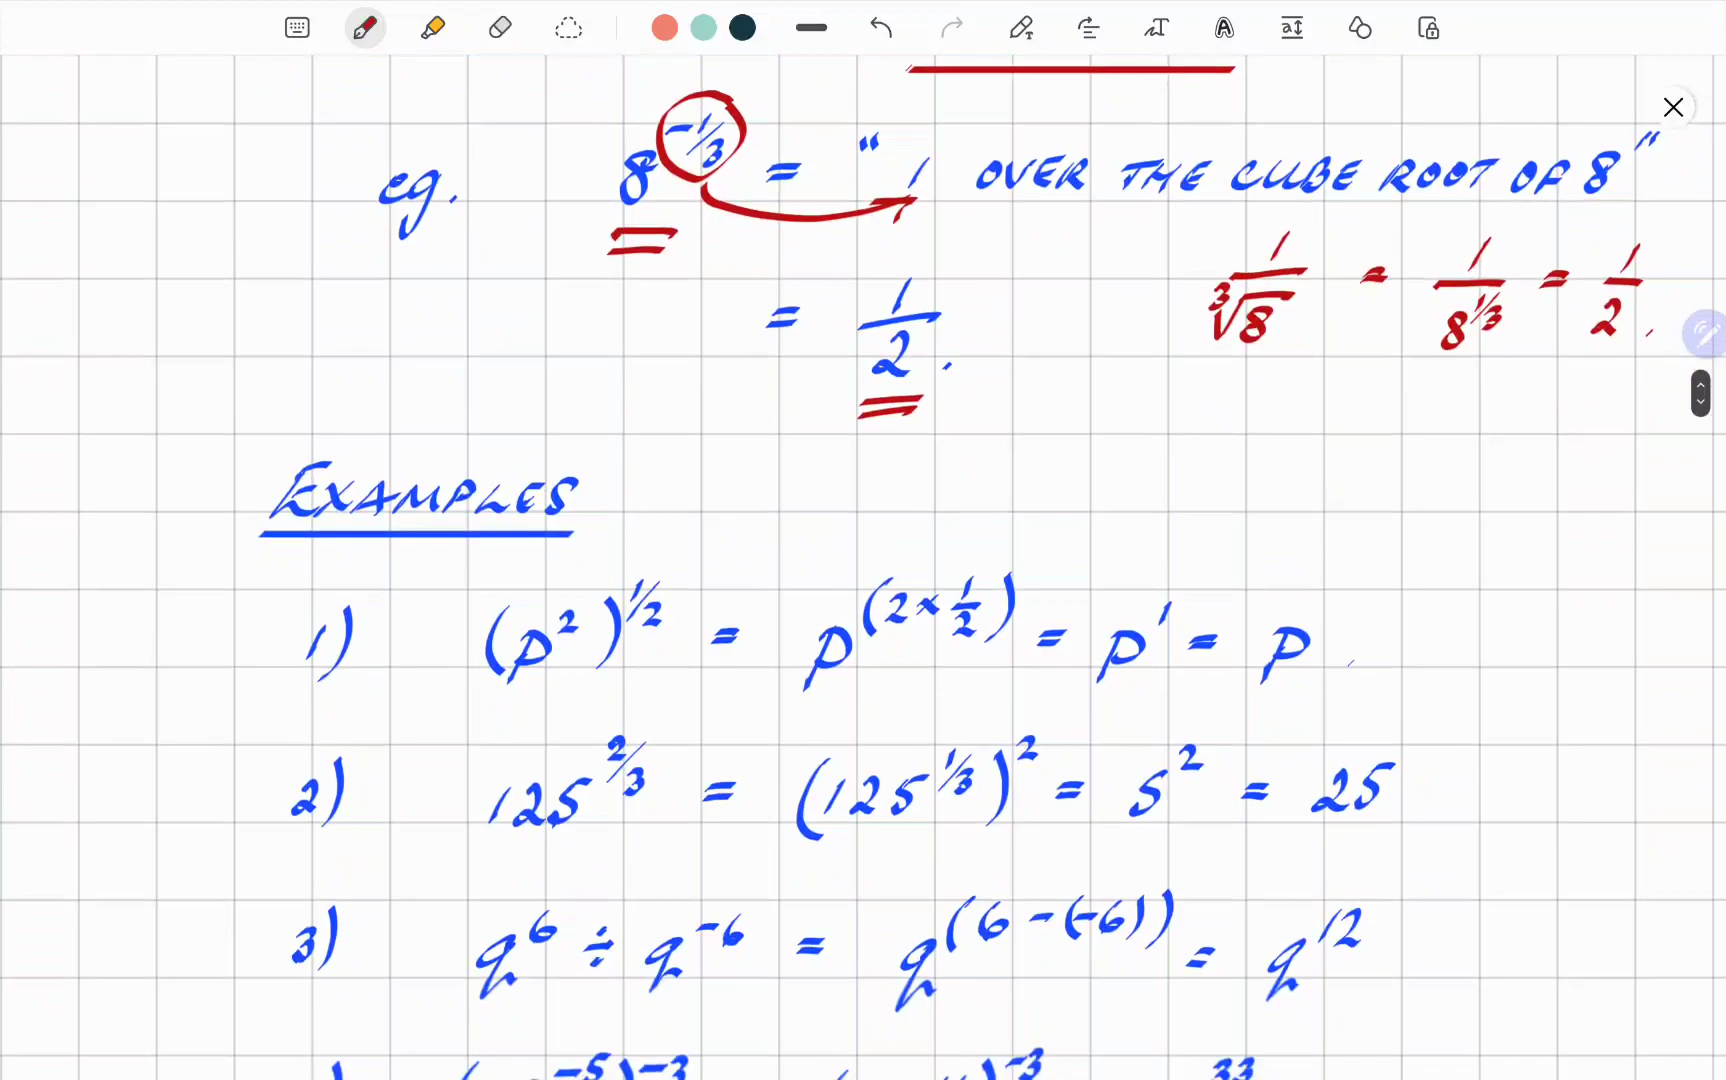 eg. 8^(-1/3) = "1 OVER THE CUBE ROOT OF 8"
= 1/2. 1/∛8 = 1/8^(1/3) = 1/2.
EXAMPLES
1) (p²)^(1/2) = p^(2×1/2) = p¹ = p.
2) 125^(2/3) = (125^(1/3))² = 5² = 25
3) q⁶ ÷ q⁻⁶ = q^(6-(-6)) = q¹²